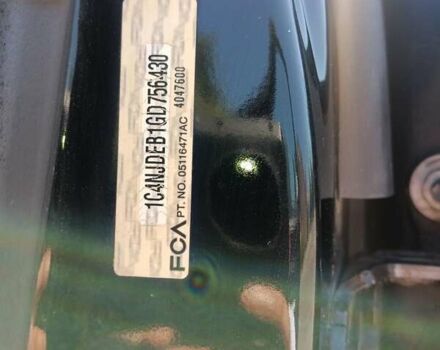 1C4NJDEB1GD756430
4047600
PT. NO. 05116471AC
FCA